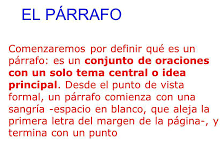 EL PÁRRAFO
Comenzaremos por definir qué es un
párrafo: es un conjunto de oraciones
con un solo tema central o idea
principal. Desde el punto de vista
formal, un párrafo comienza con una
sangría -espacio en blanco, que aleja la
primera letra del margen de la página-, y
termina con un punto